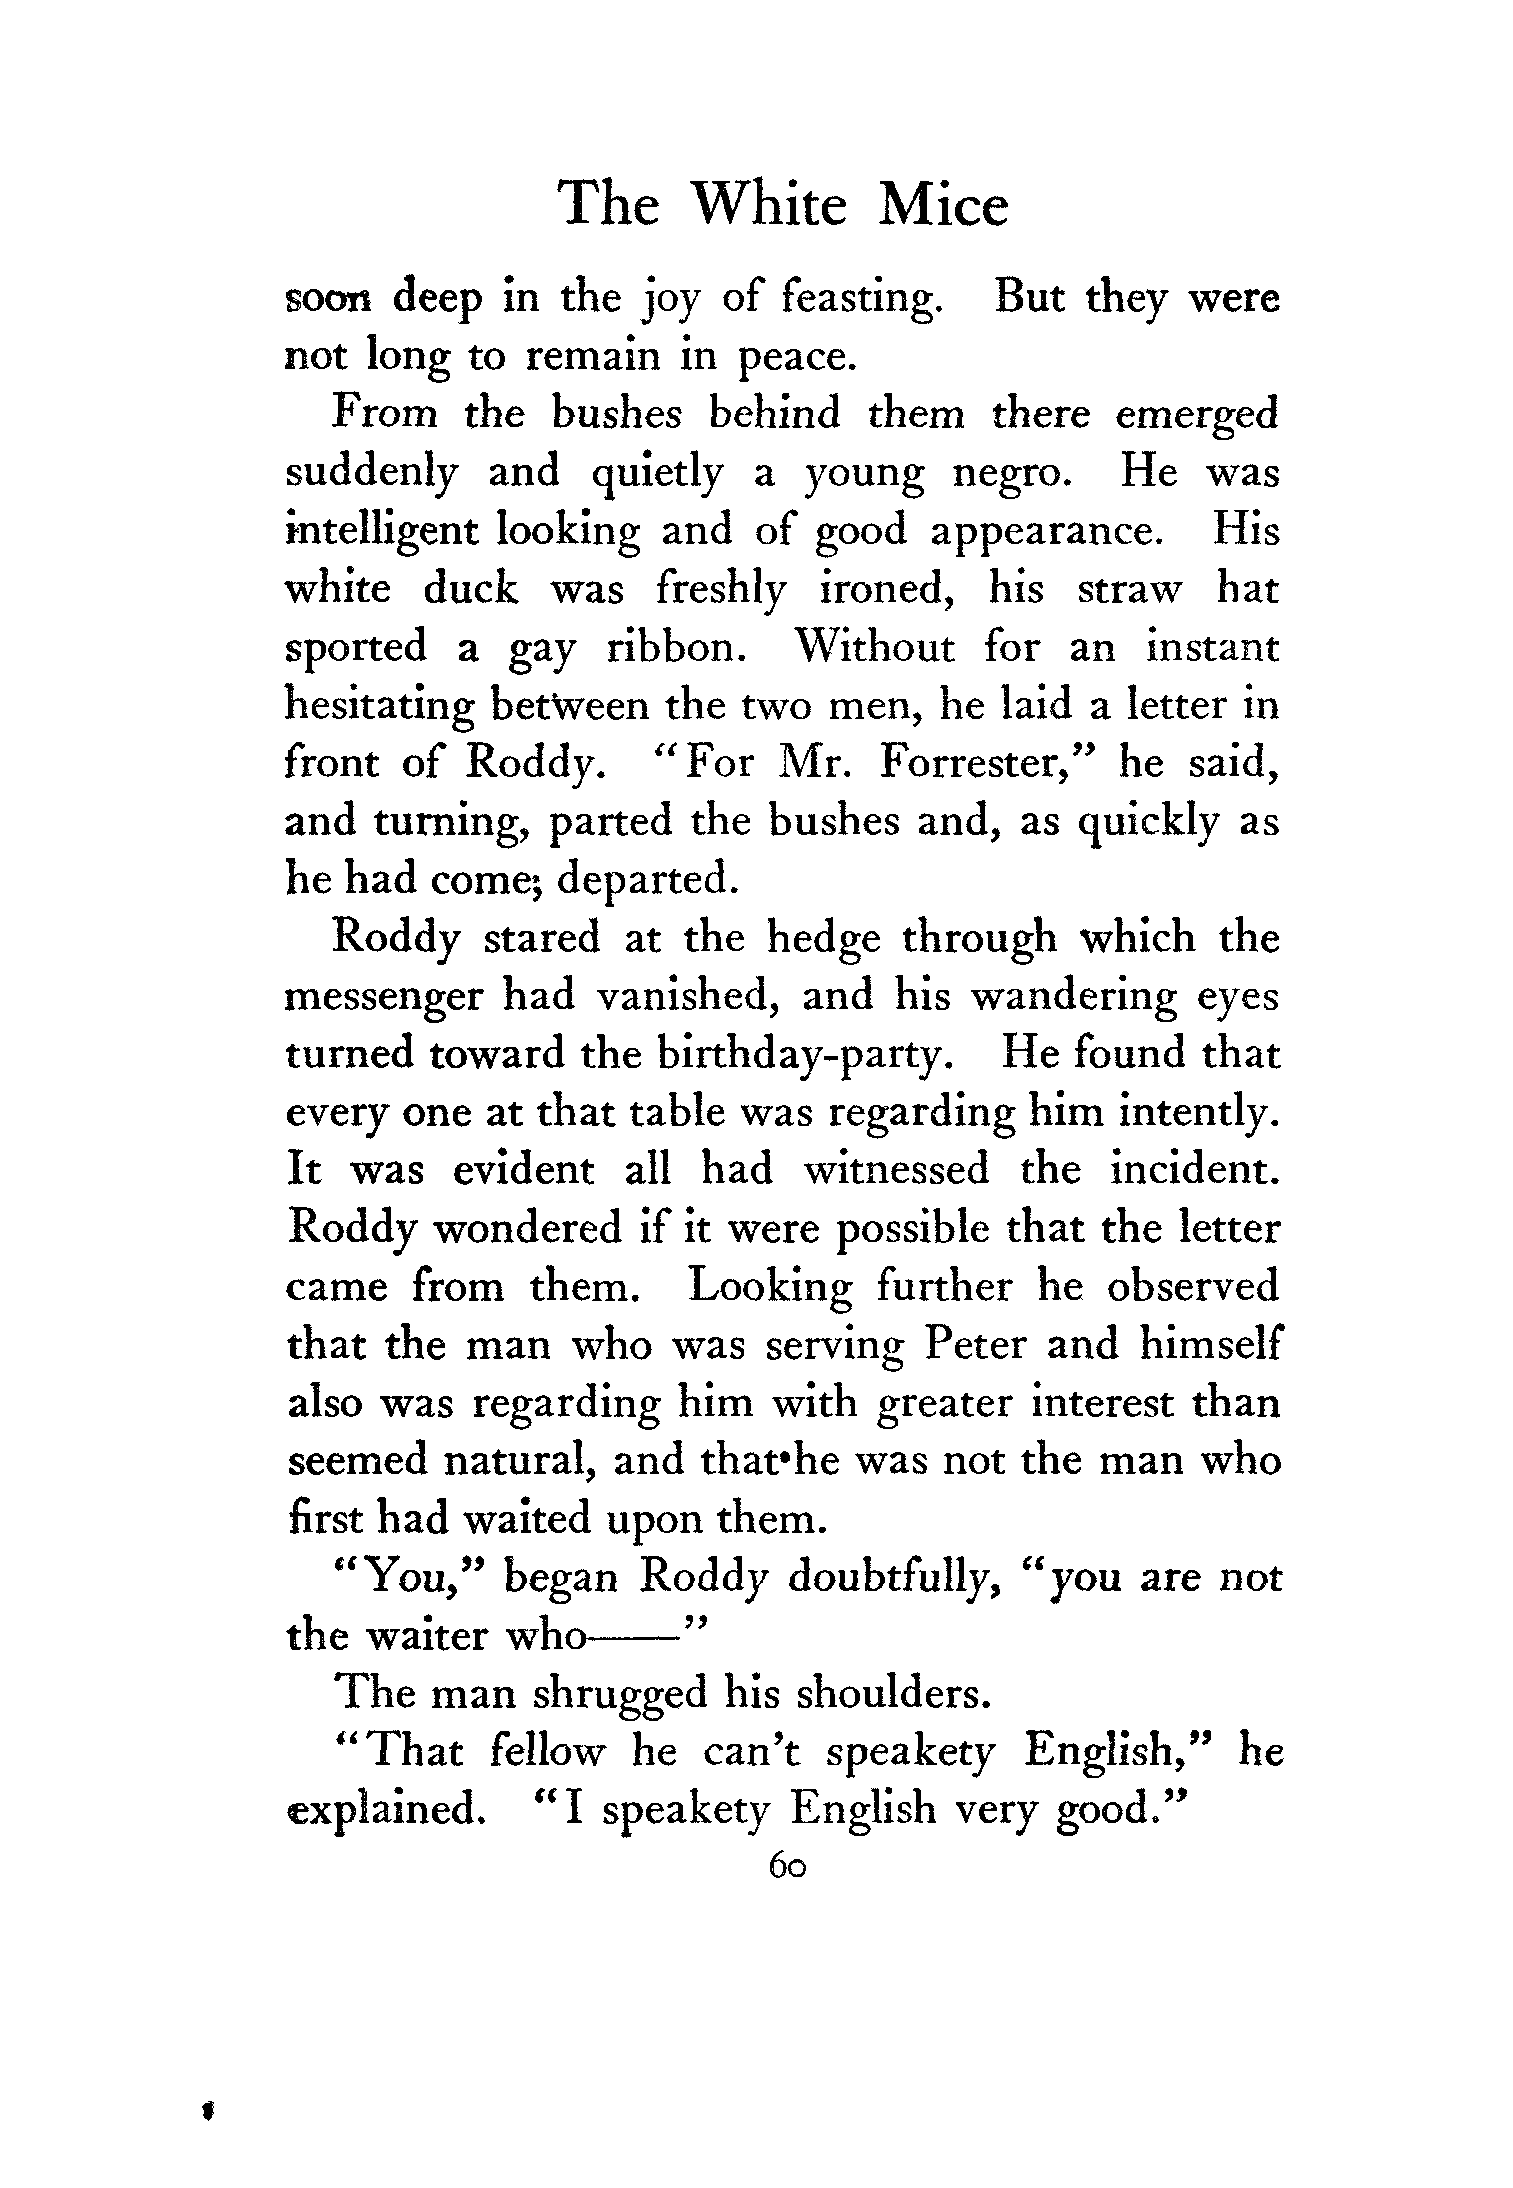 The White Mice
soon deep in the joy of feasting. But they were
not long to remain in peace.
From the bushes behind them there emerged
suddenly and quietly a young negro. He was
intelligent looking and of good appearance. His
white duck was freshly ironed, his straw hat
sported a gay ribbon. Without for an instant
hesitating between the two men, he laid a letter in
front of Roddy. "For Mr. Forrester," he said,
and turning, parted the bushes and, as quickly as
he had come; departed.
Roddy stared at the hedge through which the
messenger had vanished, and his wandering eyes
turned toward the birthday-party. He found that
every one at that table was regarding him intently.
It was evident all had witnessed the incident.
Roddy wondered if it were possible that the letter
came from them. Looking further he observed
that the man who was serving Peter and himself
also was regarding him with greater interest than
seemed natural, and that he was not the man who
first had waited upon them.
"You," began Roddy doubtfully, "you are not
the waiter who——"
The man shrugged his shoulders.
"That fellow he can't speakety English," he
explained. "I speakety English very good."
60